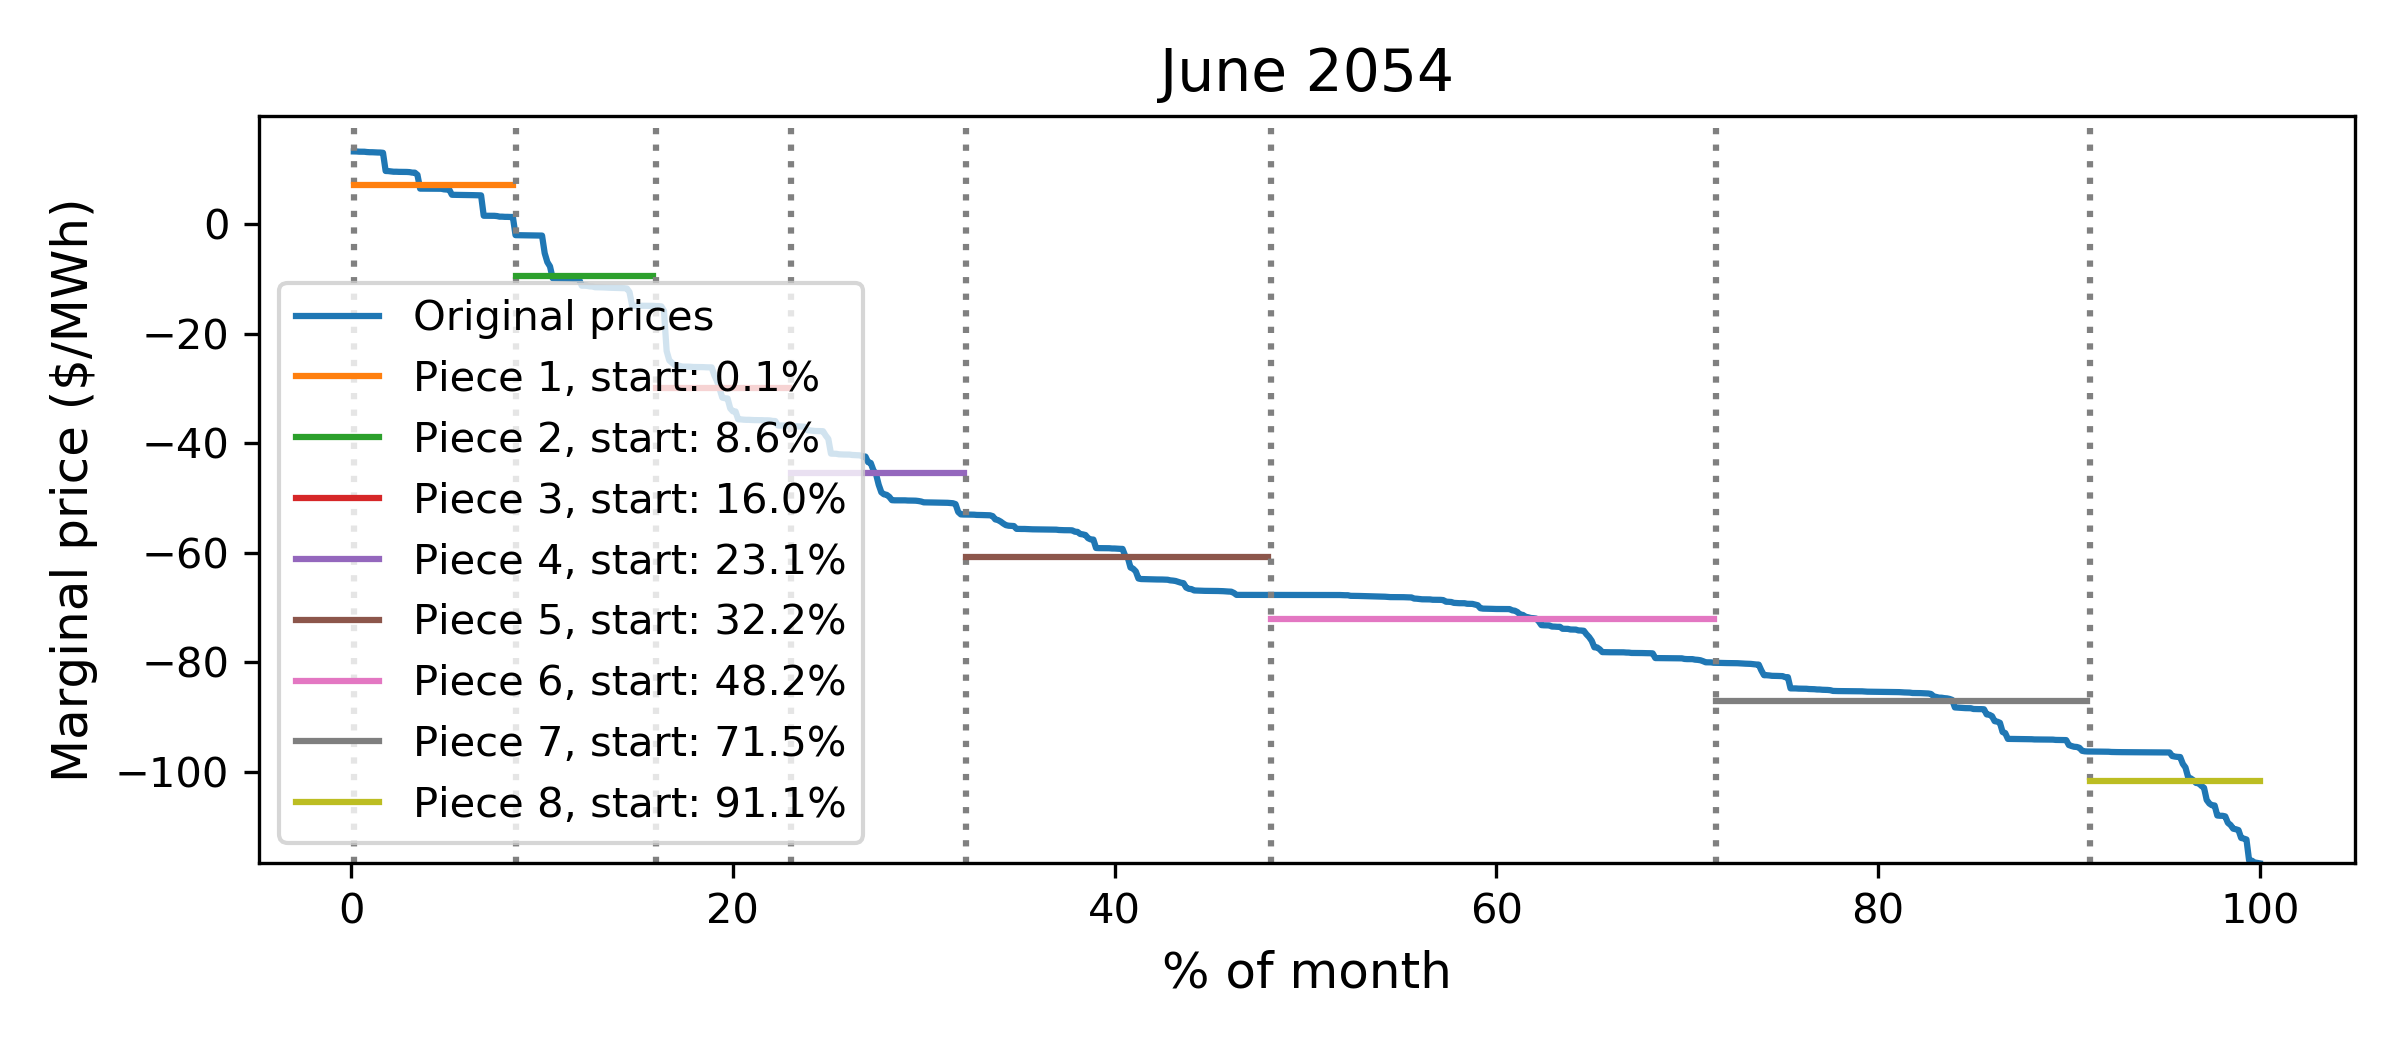 June 2054
Marginal price ($/MWh)
0
−20
−40
−60
−80
−100
Original prices
Piece 1, start: 0.1%
Piece 2, start: 8.6%
Piece 3, start: 16.0%
Piece 4, start: 23.1%
Piece 5, start: 32.2%
Piece 6, start: 48.2%
Piece 7, start: 71.5%
Piece 8, start: 91.1%
0 20 40 60 80 100
% of month